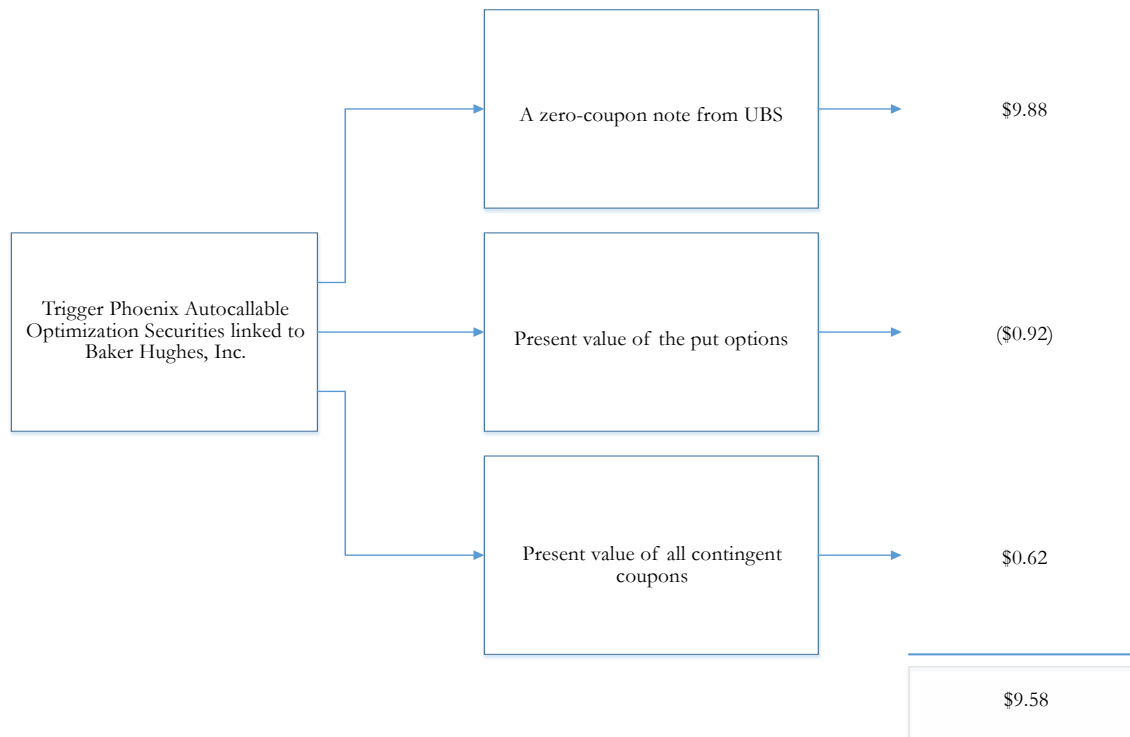 A zero-coupon note from UBS
$9.88
Trigger Phoenix Autocallable
Optimization Securities linked to
Baker Hughes, Inc.
Present value of the put options
($0.92)
Present value of all contingent
coupons
$0.62
$9.58